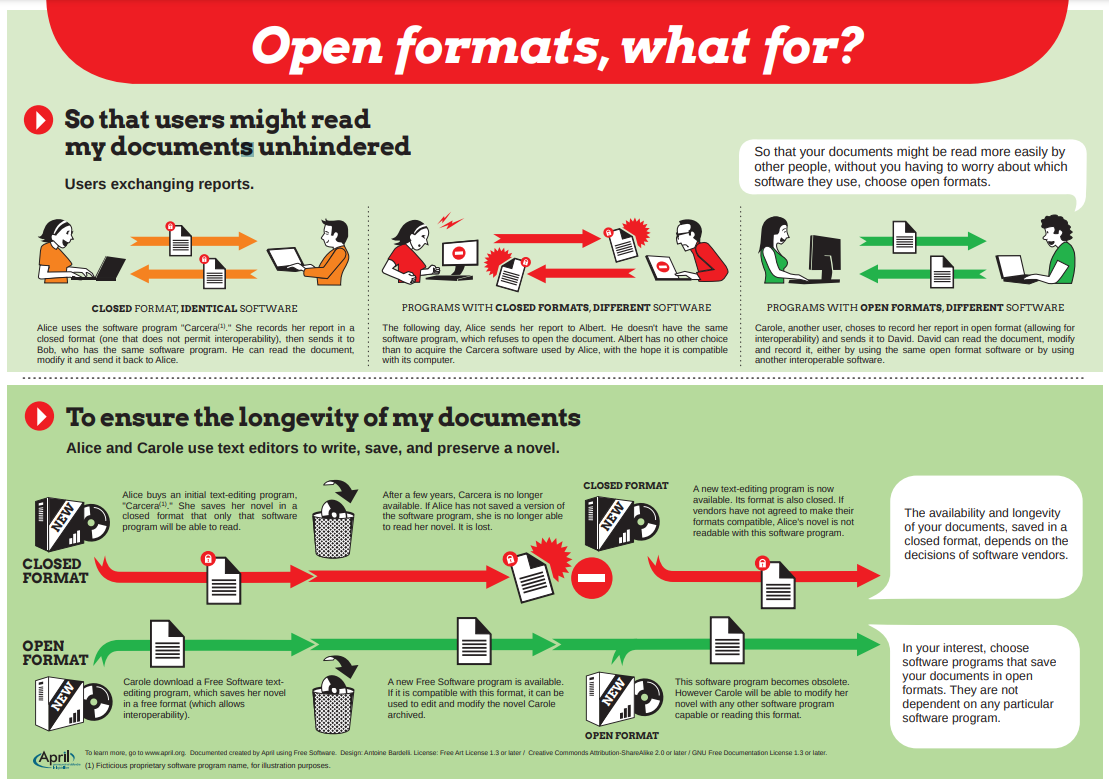 Open formats, what for?
So that users might read
my documents unhindered
Users exchanging reports.
So that your documents might be read more easily by
other people, without you having to worry about which
software they use, choose open formats.
CLOSED FORMAT, IDENTICAL SOFTWARE
Alice uses the software program "Carcera(1)." She records her report in a
closed format (one that does not permit interoperability), then sends it to
Bob, who has the same software program. He can read the document,
modify it and send it back to Alice.
PROGRAMS WITH CLOSED FORMATS, DIFFERENT SOFTWARE
The following day, Alice sends her report to Albert. He doesn't have the same
software program, which refuses to open the document. Albert has no other choice
than to acquire the Carcera software used by Alice, with the hope it is compatible
with its computer.
PROGRAMS WITH OPEN FORMATS, DIFFERENT SOFTWARE
Carole, another user, choses to record her report in open format (allowing for
interoperability) and sends it to David. David can read the document, modify
and record it, either by using the same open format software or by using
another interoperable software.
To ensure the longevity of my documents
Alice and Carole use text editors to write, save, and preserve a novel.
NEW
Alice buys an initial text-editing program,
"Carcera(1)." She saves her novel in a
closed format that only that software
program will be able to read.
After a few years, Carcera is no longer
available. If Alice has not saved a version of
the software program, she is no longer able
to read her novel. It is lost.
CLOSED FORMAT
NEW
A new text-editing program is now
available. Its format is also closed. If
vendors have not agreed to make their
formats compatible, Alice's novel is not
readable with this software program.
The availability and longevity
of your documents, saved in a
closed format, depends on the
decisions of software vendors.
CLOSED
FORMAT
OPEN
FORMAT
NEW
Carole download a Free Software text-
editing program, which saves her novel
in a free format (which allows
interoperability).
A new Free Software program is available.
If it is compatible with this format, it can be
used to edit and modify the novel Carole
archived.
NEW
OPEN FORMAT
This software program becomes obsolete.
However Carole will be able to modify her
novel with any other software program
capable or reading this format.
In your interest, choose
software programs that save
your documents in open
formats. They are not
dependent on any particular
software program.
April
To learn more, go to www.april.org. Documented created by April using Free Software. Design: Antoine Bardelli. License: Free Art License 1.3 or later / Creative Commons Attribution-ShareAlike 2.0 or later / GNU Free Documentation License 1.3 or later.
(1) Ficticious proprietary software program name, for illustration purposes.